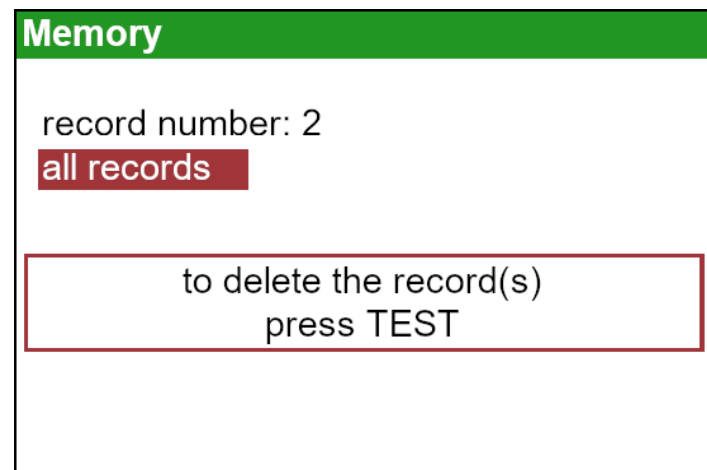 Memory
record number: 2
all records
to delete the record(s)
press TEST